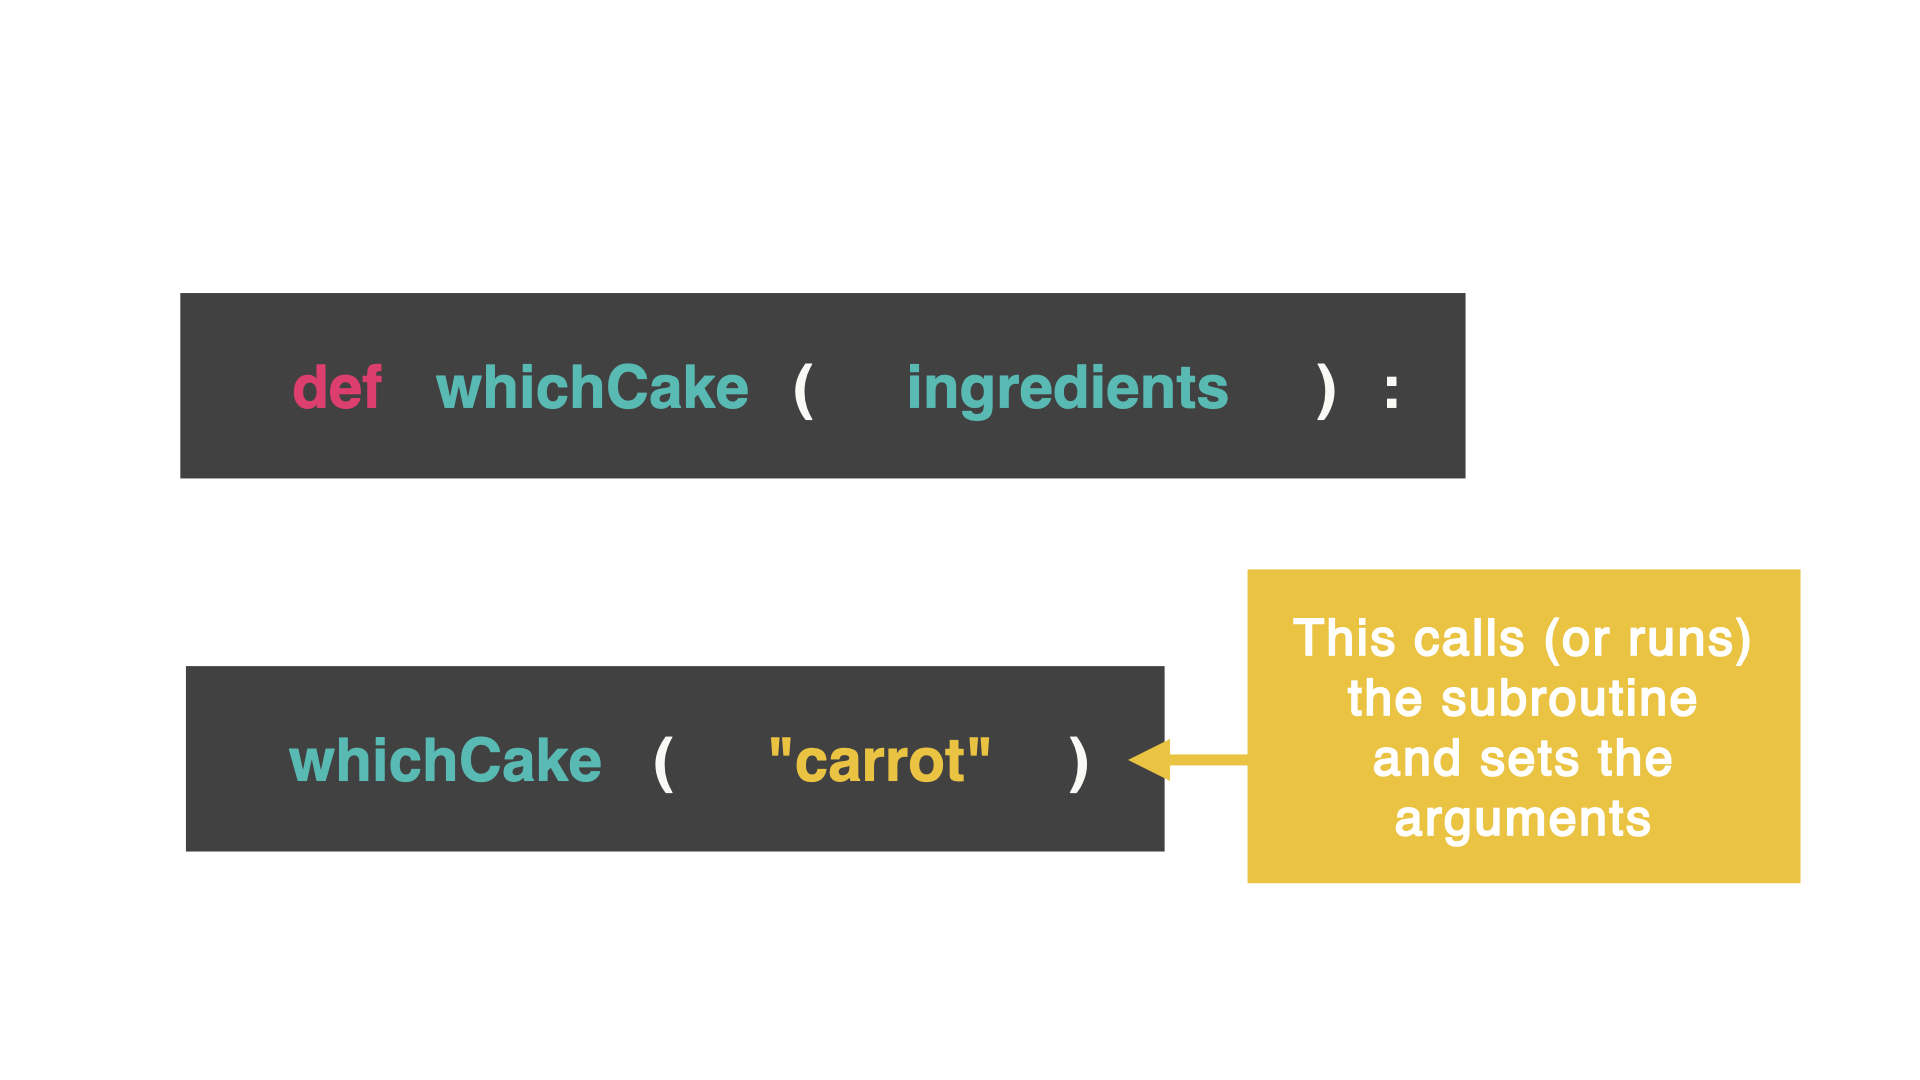 def whichCake ( ingredients ) :
whichCake ( "carrot" )
This calls (or runs)
the subroutine
and sets the
arguments